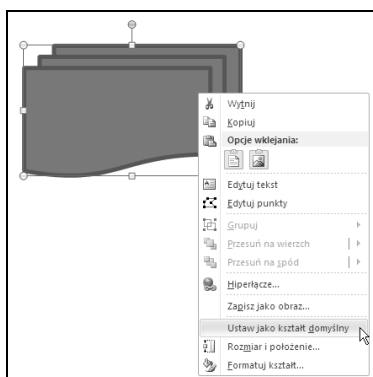 Wytnij
Kopiuj
Opcje wklejania:
Edytuj tekst
Edytuj punkty
Grupuj
Przesuń na wierzch
Przesuń na spód
Hiperłącze...
Zapisz jako obraz...
Ustaw jako kształt domyślny
Rozmiar i położenie...
Formatuj kształt...